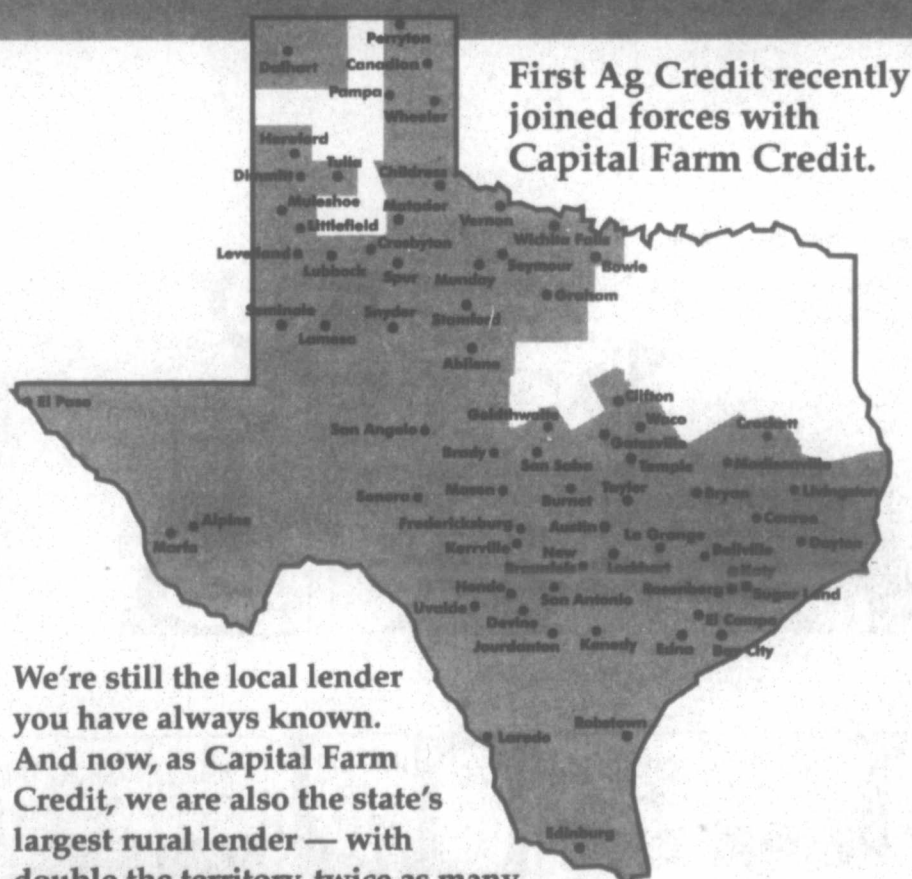 Perryton
Dalhart
Canadian
First Ag Credit recently
joined forces with
Capital Farm Credit.
Pampa
Wheeler
Hereford
Tulia
Dimmitt
Childress
Muleshoe
Matador
Littlefield
Vernon
Wichita Falls
Crosbyton
Levelland
Lubbock
Spur
Munday
Seymour
Bowie
Graham
Seminole
Snyder
Stamford
Lamesa
Abilene
El Paso
Clifton
Goldthwaite
Waco
Crockett
San Angelo
Gatesville
Brady
San Saba
Temple
Madisonville
Sonora
Mason
Burnet
Taylor
Bryan
Livingston
Conroe
Alpine
Fredericksburg
Austin
La Grange
Marfa
Kerrville
New
Braunfels
Lockhart
Bellville
Dayton
Katy
Hondo
San Antonio
Rosenberg
Sugar Land
Uvalde
Devine
El Campo
Jourdanton
Kenedy
Edna
Bay City
We're still the local lender
you have always known.
And now, as Capital Farm
Credit, we are also the state's
largest rural lender — with
double the territory, twice as many
Laredo
Robstown
Edinburg